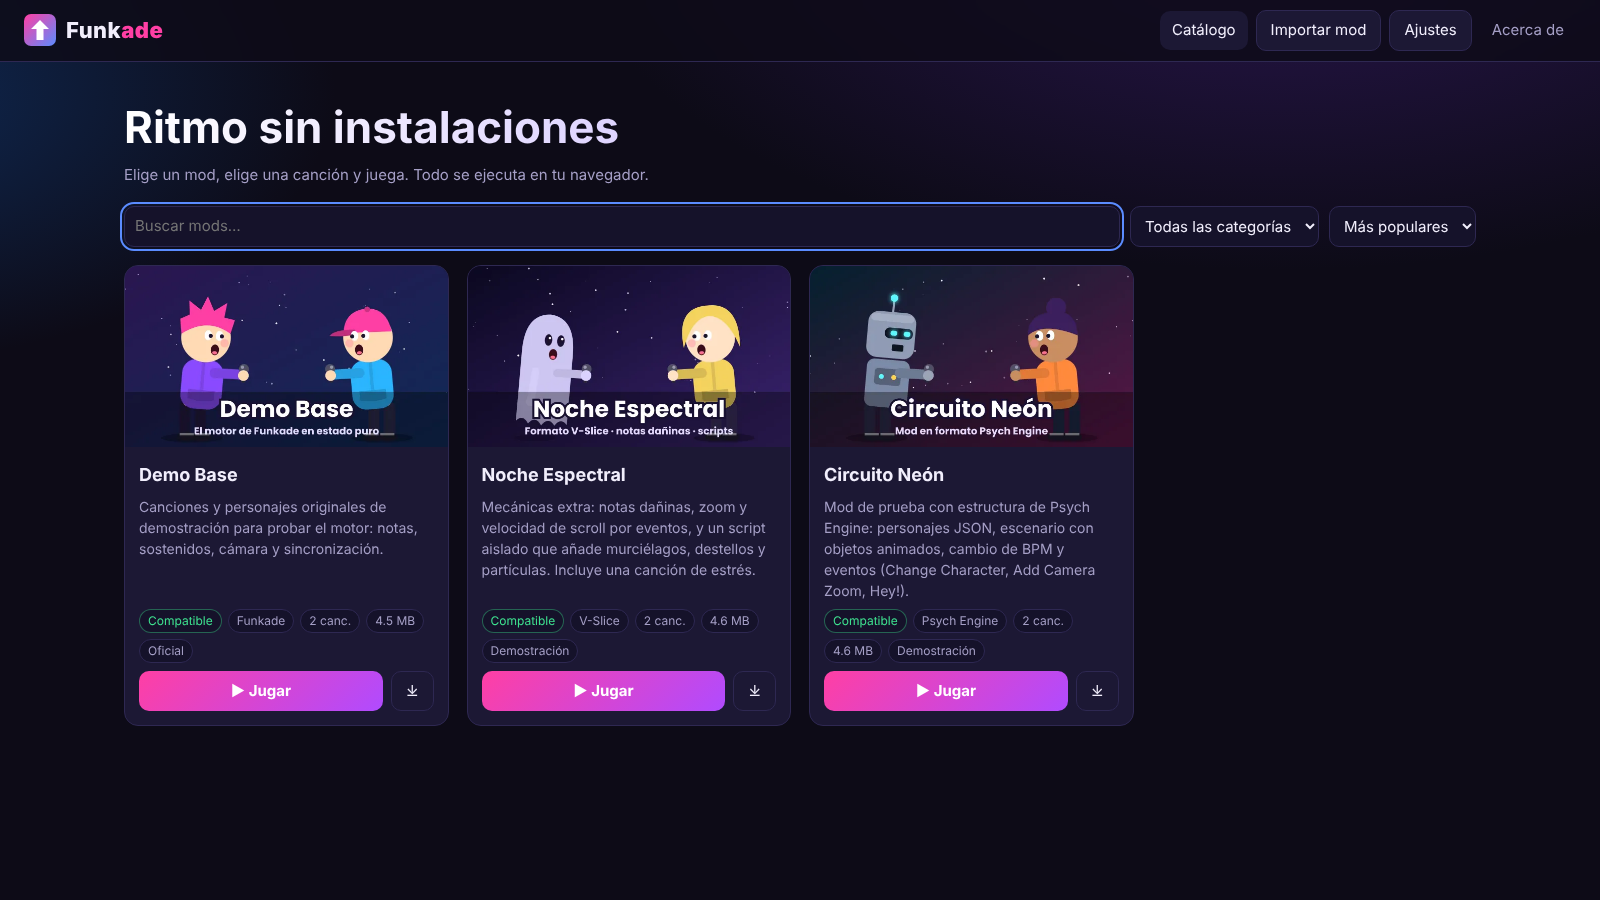 Funkade
Catálogo
Importar mod
Ajustes
Acerca de
Ritmo sin instalaciones
Elige un mod, elige una canción y juega. Todo se ejecuta en tu navegador.
Buscar mods...
Todas las categorías
Más populares
Demo Base
El motor de Funkade en estado puro
Demo Base
Canciones y personajes originales de
demostración para probar el motor: notas,
sostenidos, cámara y sincronización.
Compatible
Funkade
2 canc.
4.5 MB
Oficial
▶ Jugar
Noche Espectral
Formato V-Slice · notas dañinas · scripts
Noche Espectral
Mecánicas extra: notas dañinas, zoom y
velocidad de scroll por eventos, y un script
aislado que añade murciélagos, destellos y
partículas. Incluye una canción de estrés.
Compatible
V-Slice
2 canc.
4.6 MB
Demostración
▶ Jugar
Circuito Neón
Mod en formato Psych Engine
Circuito Neón
Mod de prueba con estructura de Psych
Engine: personajes JSON, escenario con
objetos animados, cambio de BPM y
eventos (Change Character, Add Camera
Zoom, Hey!).
Compatible
Psych Engine
2 canc.
4.6 MB
Demostración
▶ Jugar